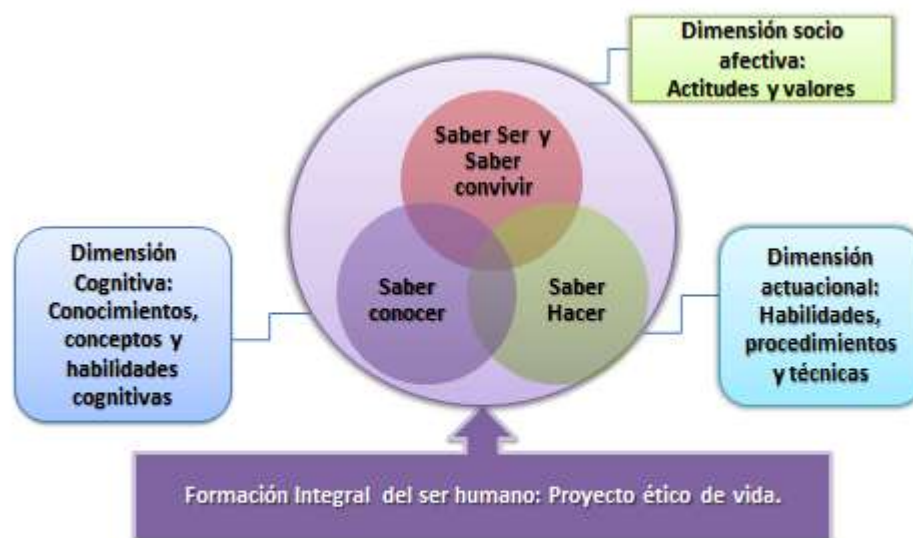 Dimensión socio
afectiva:
Actitudes y valores
Saber Ser y
Saber
convivir
Dimensión
Cognitiva:
Conocimientos,
conceptos y
habilidades
cognitivas
Saber
conocer
Saber
Hacer
Dimensión
actuacional:
Habilidades,
procedimientos
y técnicas
Formación Integral del ser humano: Proyecto ético de vida.